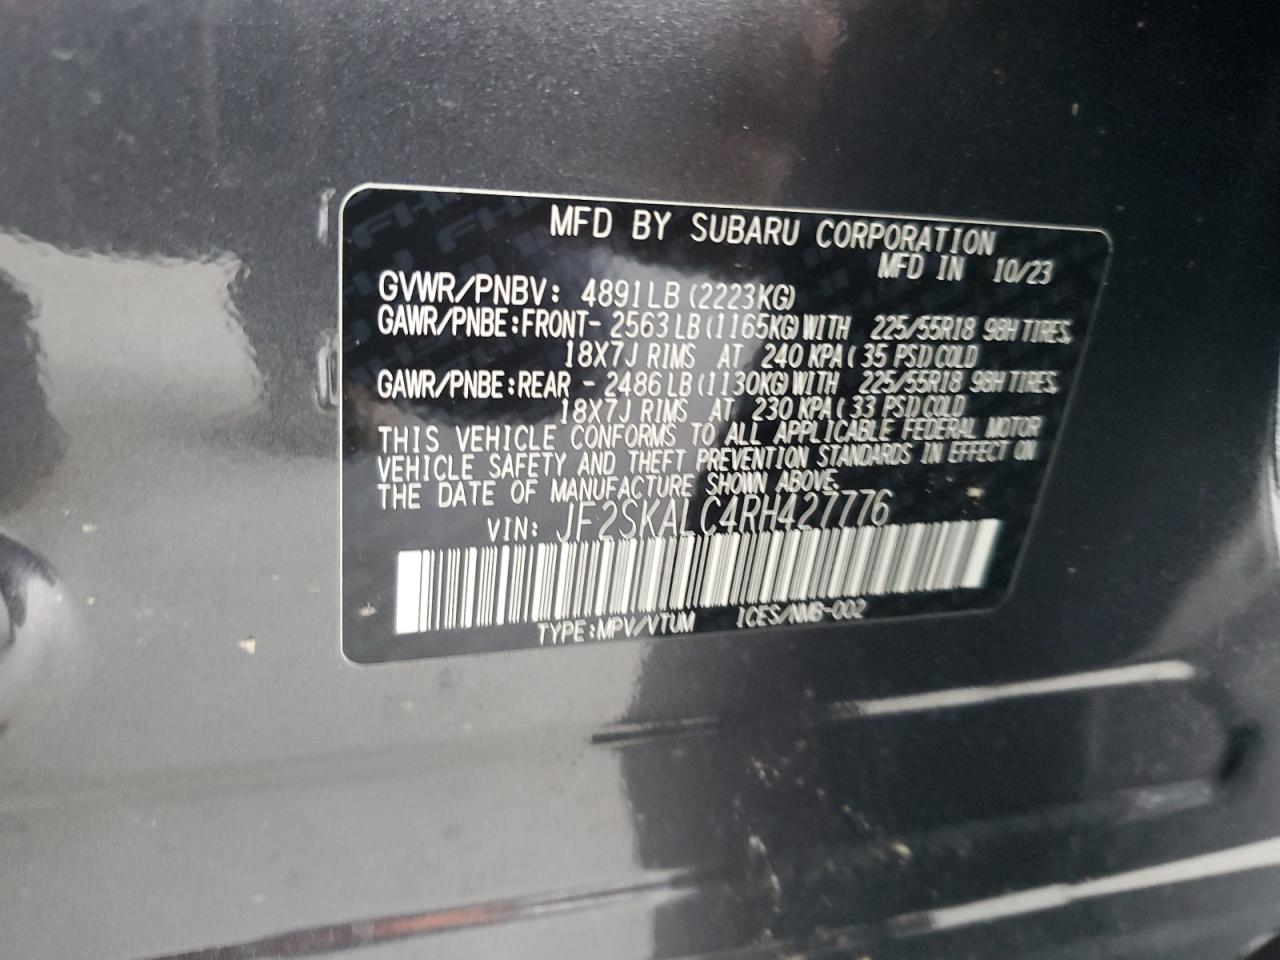 MFD BY SUBARU CORPORATION
MFD IN 10/23
GVWR/PNBV: 4891LB(2223KG)
GAWR/PNBE:FRONT- 2563LB(1165KG)WITH 225/55R18 98H TIRES,
18X7J RIMS AT 240 KPA( 35 PSI)COLD
GAWR/PNBE:REAR - 2486LB(1130KG)WITH 225/55R18 98H TIRES,
18X7J RIMS AT 230 KPA( 33 PSI)COLD
THIS VEHICLE CONFORMS TO ALL APPLICABLE FEDERAL MOTOR
VEHICLE SAFETY AND THEFT PREVENTION STANDARDS IN EFFECT ON
THE DATE OF MANUFACTURE SHOWN ABOVE.
VIN: JF2SKALC4RH427776
TYPE:MPV/VTUM ICES/NMB-002